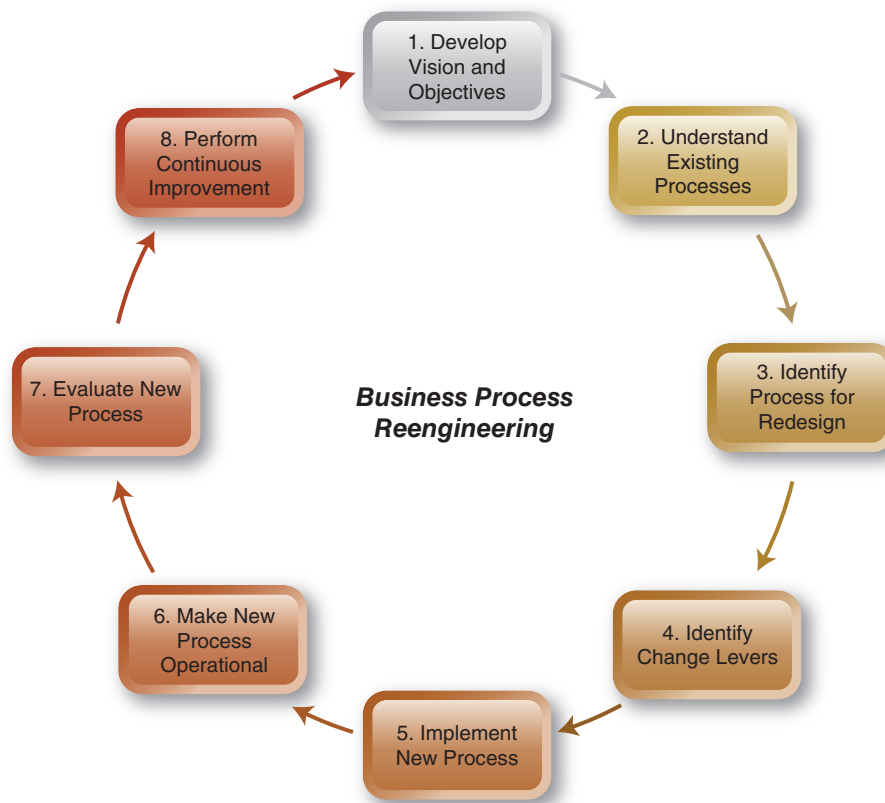 1. Develop
Vision and
Objectives
2. Understand
Existing
Processes
3. Identify
Process for
Redesign
4. Identify
Change Levers
5. Implement
New Process
6. Make New
Process
Operational
7. Evaluate New
Process
8. Perform
Continuous
Improvement
Business Process
Reengineering